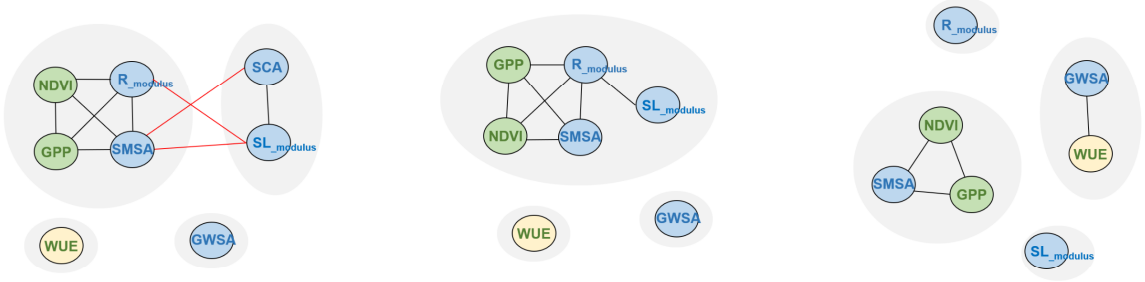 NDVI
R_modulus
GPP
SMSA
SCA
SL_modulus
WUE
GWSA
GPP
R_modulus
SL_modulus
NDVI
SMSA
WUE
GWSA
R_modulus
GWSA
WUE
NDVI
SMSA
GPP
SL_modulus